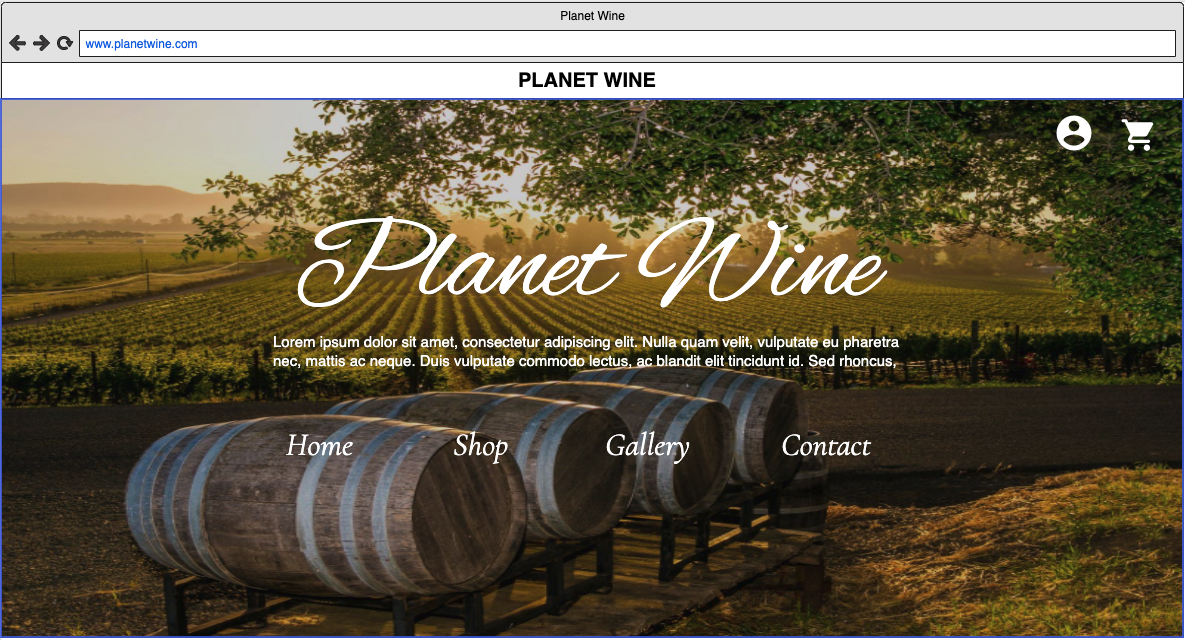 Planet Wine
www.planetwine.com
PLANET WINE
Planet Wine
Lorem ipsum dolor sit amet, consectetur adipiscing elit. Nulla quam velit, vulputate eu pharetra
nec, mattis ac neque. Duis vulputate commodo lectus, ac blandit elit tincidunt id. Sed rhoncus,
Home Shop Gallery Contact